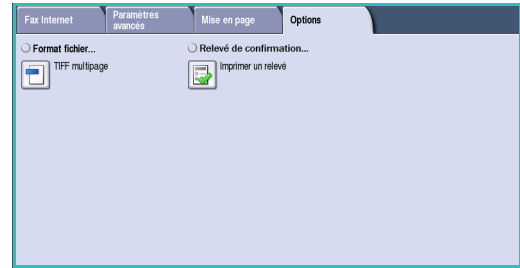 Fax Internet
Paramètres
avancés
Mise en page
Options
Format fichier...
TIFF multipage
Relevé de confirmation...
Imprimer un relevé